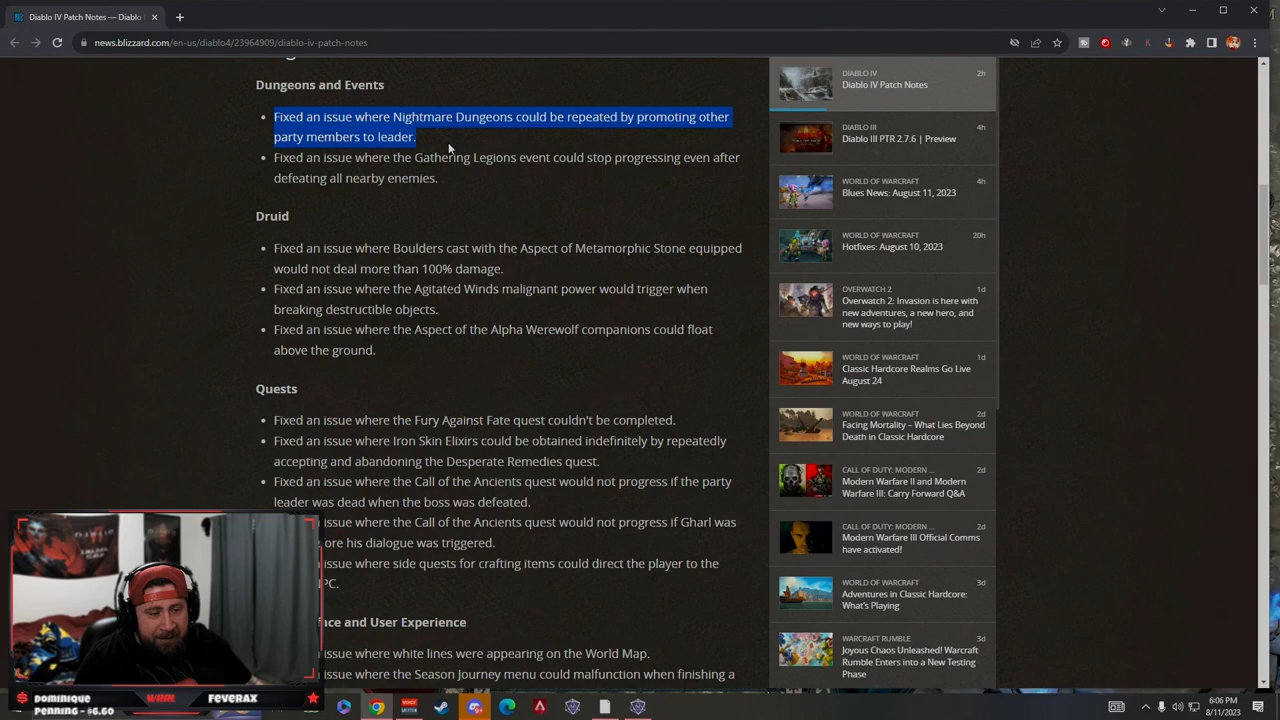 Diablo IV Patch Notes — Diablo
news.blizzard.com/en-us/diablo4/23964909/diablo-iv-patch-notes
Dungeons and Events
Fixed an issue where Nightmare Dungeons could be repeated by promoting other
party members to leader.
Fixed an issue where the Gathering Legions event could stop progressing even after
defeating all nearby enemies.
Druid
Fixed an issue where Boulders cast with the Aspect of Metamorphic Stone equipped
would not deal more than 100% damage.
Fixed an issue where the Agitated Winds malignant power would trigger when
breaking destructible objects.
Fixed an issue where the Aspect of the Alpha Werewolf companions could float
above the ground.
Quests
Fixed an issue where the Fury Against Fate quest couldn't be completed.
Fixed an issue where Iron Skin Elixirs could be obtained indefinitely by repeatedly
accepting and abandoning the Desperate Remedies quest.
Fixed an issue where the Call of the Ancients quest would not progress if the party
leader was dead when the boss was defeated.
sue where the Call of the Ancients quest would not progress if Gharl was
ore his dialogue was triggered.
sue where side quests for crafting items could direct the player to the
PC.
face and User Experience
sue where white lines were appearing on the World Map.
sue where the Season Journey menu could malfunction when finishing a
DIABLO IV 2h
Diablo IV Patch Notes
DIABLO III 4h
Diablo III PTR 2.7.6 | Preview
WORLD OF WARCRAFT 4h
Blues News: August 11, 2023
WORLD OF WARCRAFT 20h
Hotfixes: August 10, 2023
OVERWATCH 2 1d
Overwatch 2: Invasion is here with
new adventures, a new hero, and
new ways to play!
WORLD OF WARCRAFT 1d
Classic Hardcore Realms Go Live
August 24
WORLD OF WARCRAFT 2d
Facing Mortality – What Lies Beyond
Death in Classic Hardcore
CALL OF DUTY: MODERN ... 2d
Modern Warfare II and Modern
Warfare III: Carry Forward Q&A
CALL OF DUTY: MODERN ... 2d
Modern Warfare III Official Comms
have activated!
WORLD OF WARCRAFT 3d
Adventures in Classic Hardcore:
What's Playing
WARCRAFT RUMBLE 3d
Joyous Chaos Unleashed! Warcraft
Rumble Enters into a New Testing
Phase
DOMINIQUE
PENNING - $6.60
FEVERAX
6:06 PM
8/11/2023